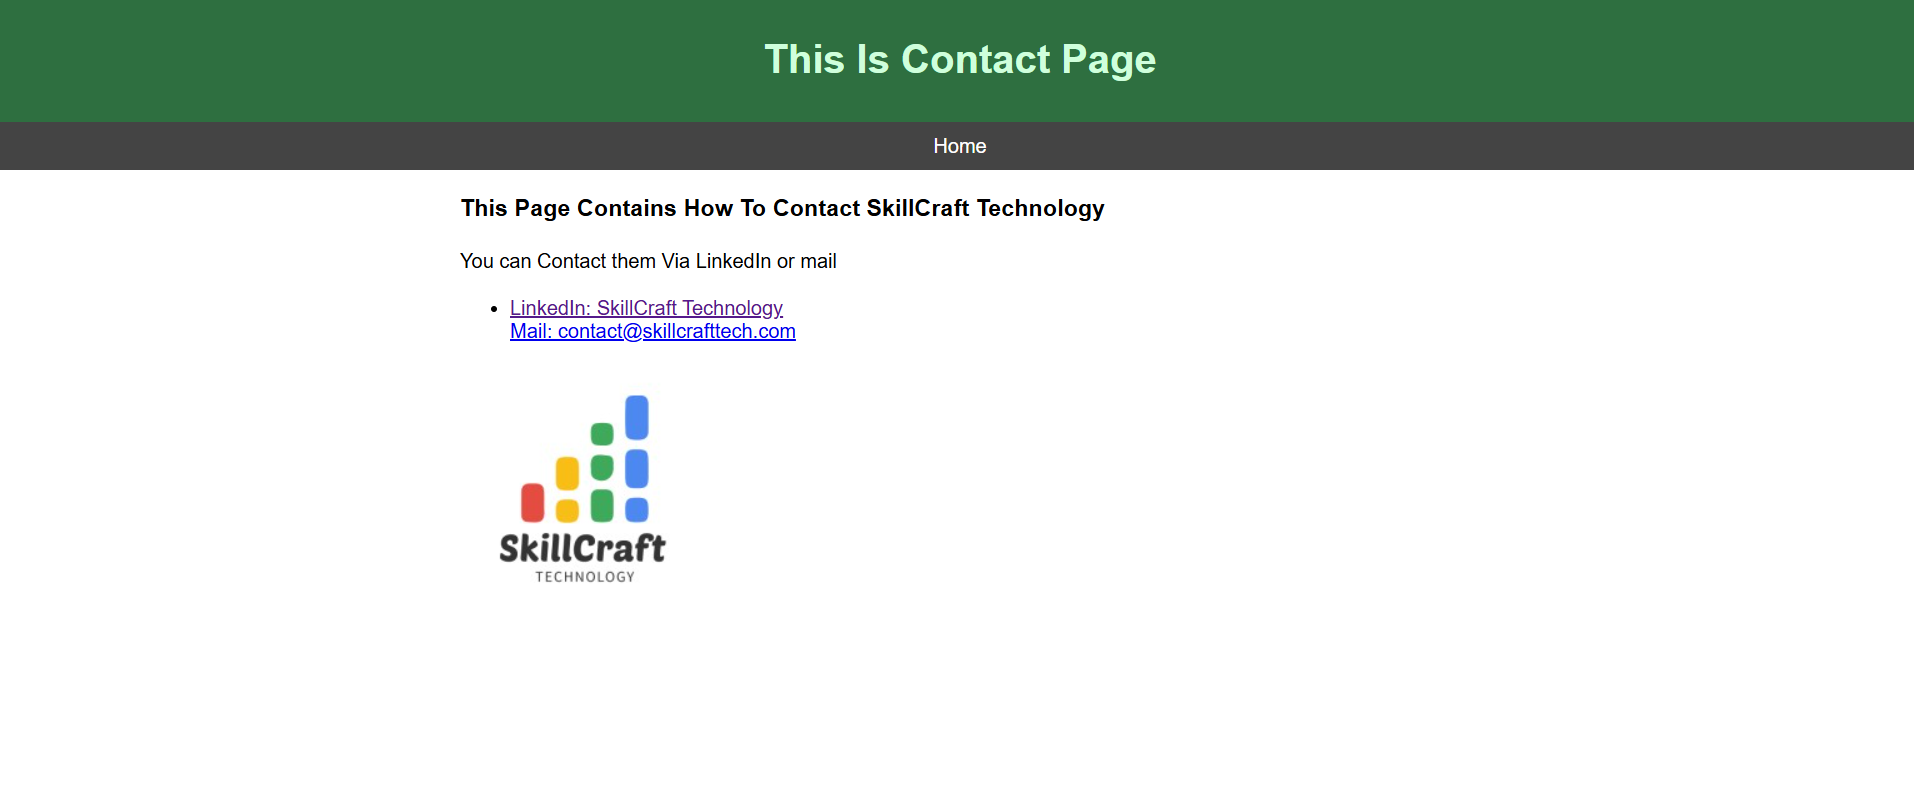 This Is Contact Page
Home
This Page Contains How To Contact SkillCraft Technology
You can Contact them Via LinkedIn or mail
LinkedIn: SkillCraft Technology
Mail: contact@skillcrafttech.com
SkillCraft
TECHNOLOGY